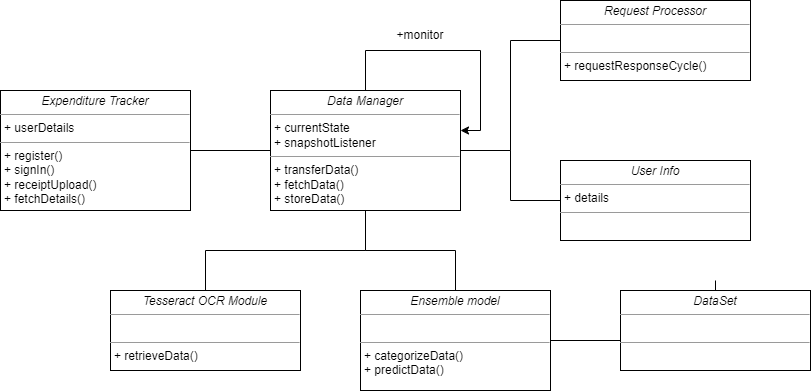 Request Processor
+ requestResponseCycle()
+monitor
Expenditure Tracker
+ userDetails
+ register()
+ signIn()
+ receiptUpload()
+ fetchDetails()
Data Manager
+ currentState
+ snapshotListener
+ transferData()
+ fetchData()
+ storeData()
User Info
+ details
Tesseract OCR Module
+ retrieveData()
Ensemble model
+ categorizeData()
+ predictData()
DataSet